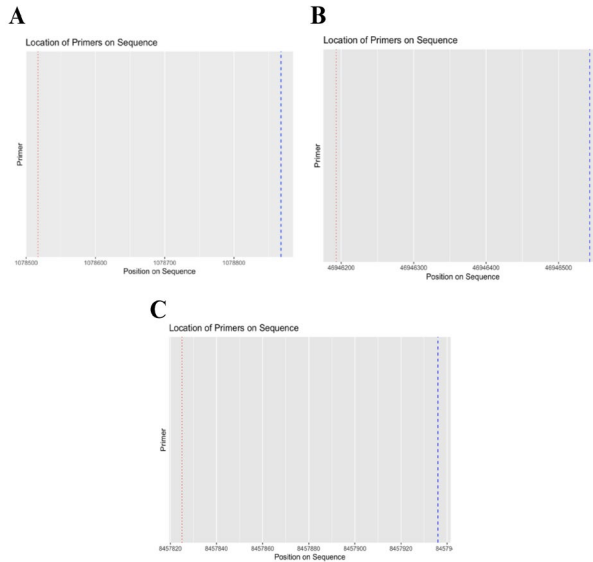 A
Location of Primers on Sequence
Primer
1078500 1078600 1078700 1078800
Position on Sequence
B
Location of Primers on Sequence
Primer
46946200 46946300 46946400 46946500
Position on Sequence
C
Location of Primers on Sequence
Primer
8457820 8457840 8457860 8457880 8457900 8457920 84579
Position on Sequence